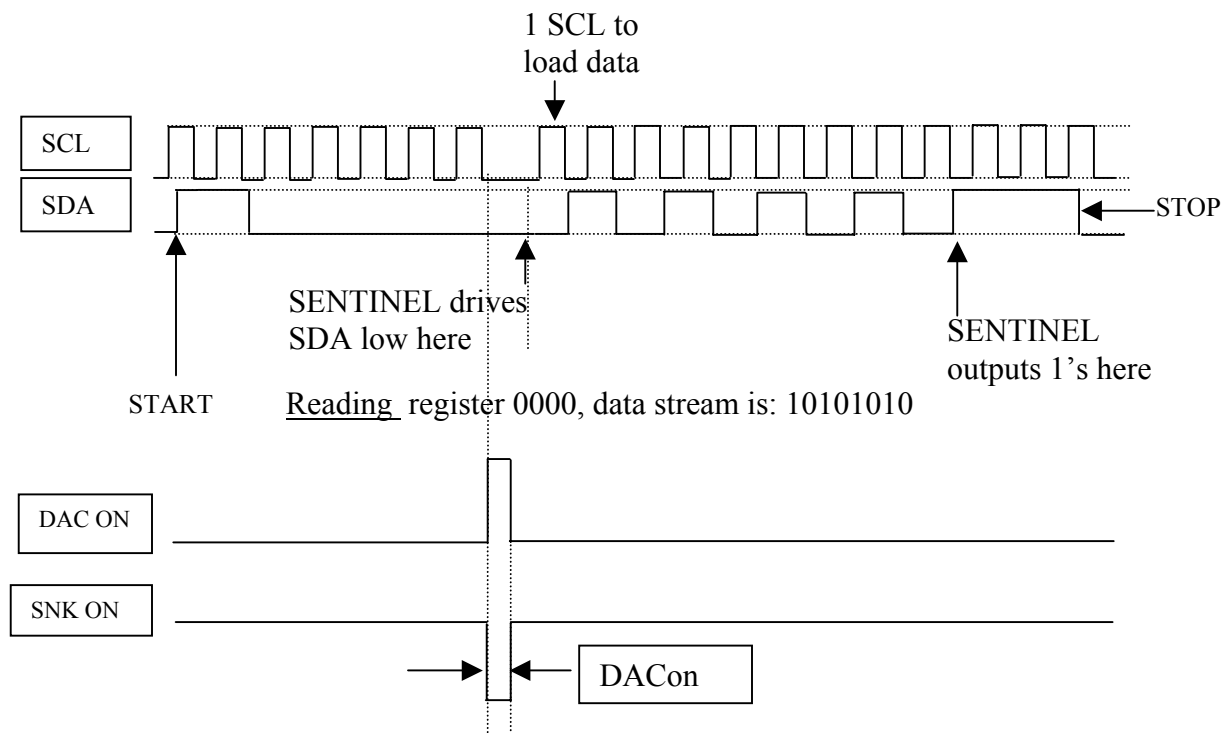 1 SCL to
load data
SCL
SDA
STOP
SENTINEL drives
SDA low here
SENTINEL
outputs 1’s here
START
Reading register 0000, data stream is: 10101010
DAC ON
SNK ON
DACon